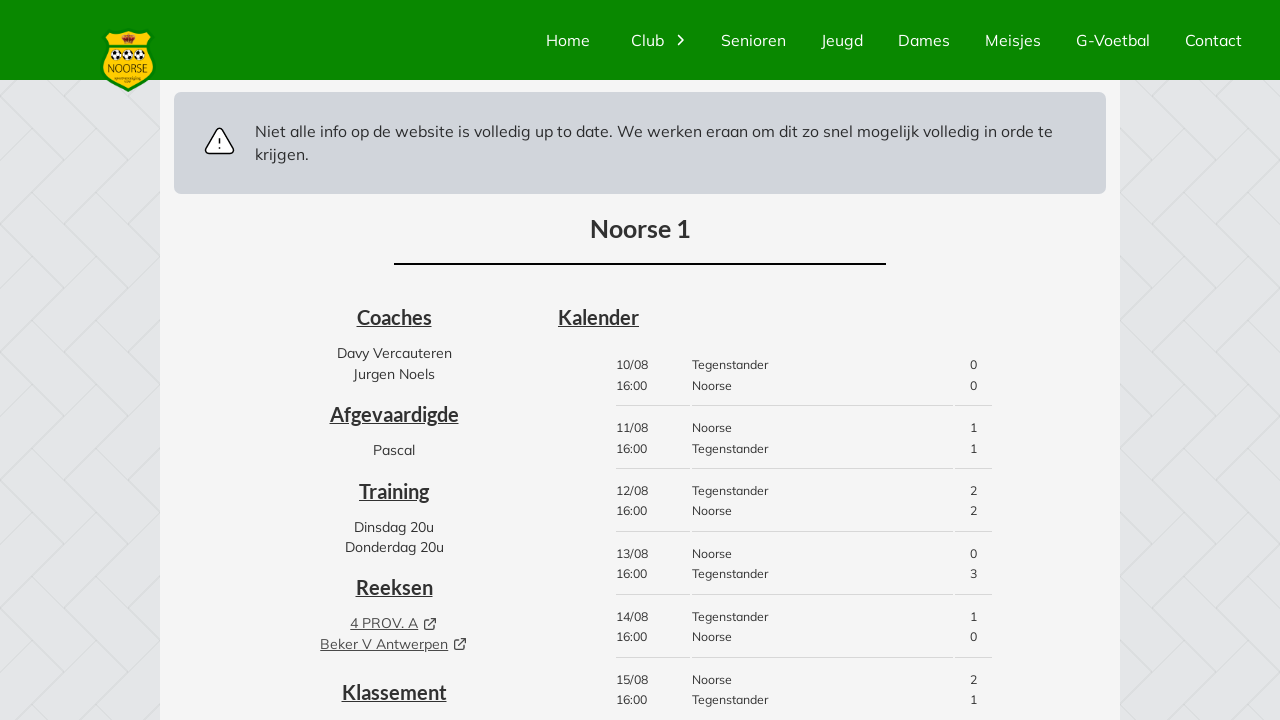 NOORSE
Home
Club
Senioren
Jeugd
Dames
Meisjes
G-Voetbal
Contact
Niet alle info op de website is volledig up to date. We werken eraan om dit zo snel mogelijk volledig in orde te
krijgen.
Noorse 1
Coaches
Davy Vercauteren
Jurgen Noels
Afgevaardigde
Pascal
Training
Dinsdag 20u
Donderdag 20u
Reeksen
4 PROV. A
Beker V Antwerpen
Klassement
Kalender
10/08 Tegenstander 0
16:00 Noorse 0
11/08 Noorse 1
16:00 Tegenstander 1
12/08 Tegenstander 2
16:00 Noorse 2
13/08 Noorse 0
16:00 Tegenstander 3
14/08 Tegenstander 1
16:00 Noorse 0
15/08 Noorse 2
16:00 Tegenstander 1